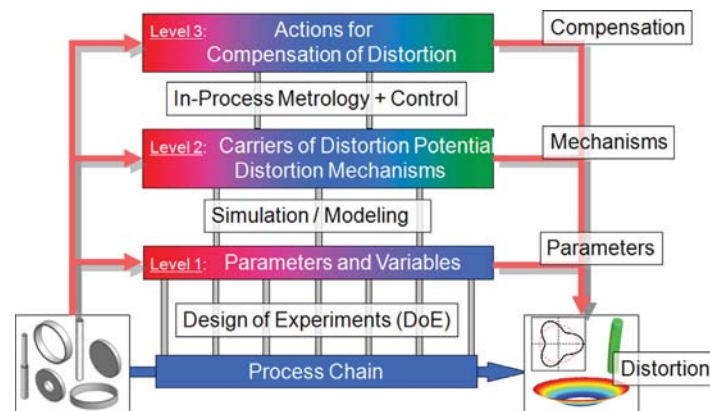 Level 3:
Actions for
Compensation of Distortion
Compensation
In-Process Metrology + Control
Level 2:
Carriers of Distortion Potential
Distortion Mechanisms
Mechanisms
Simulation / Modeling
Level 1:
Parameters and Variables
Parameters
Design of Experiments (DoE)
Process Chain
Distortion